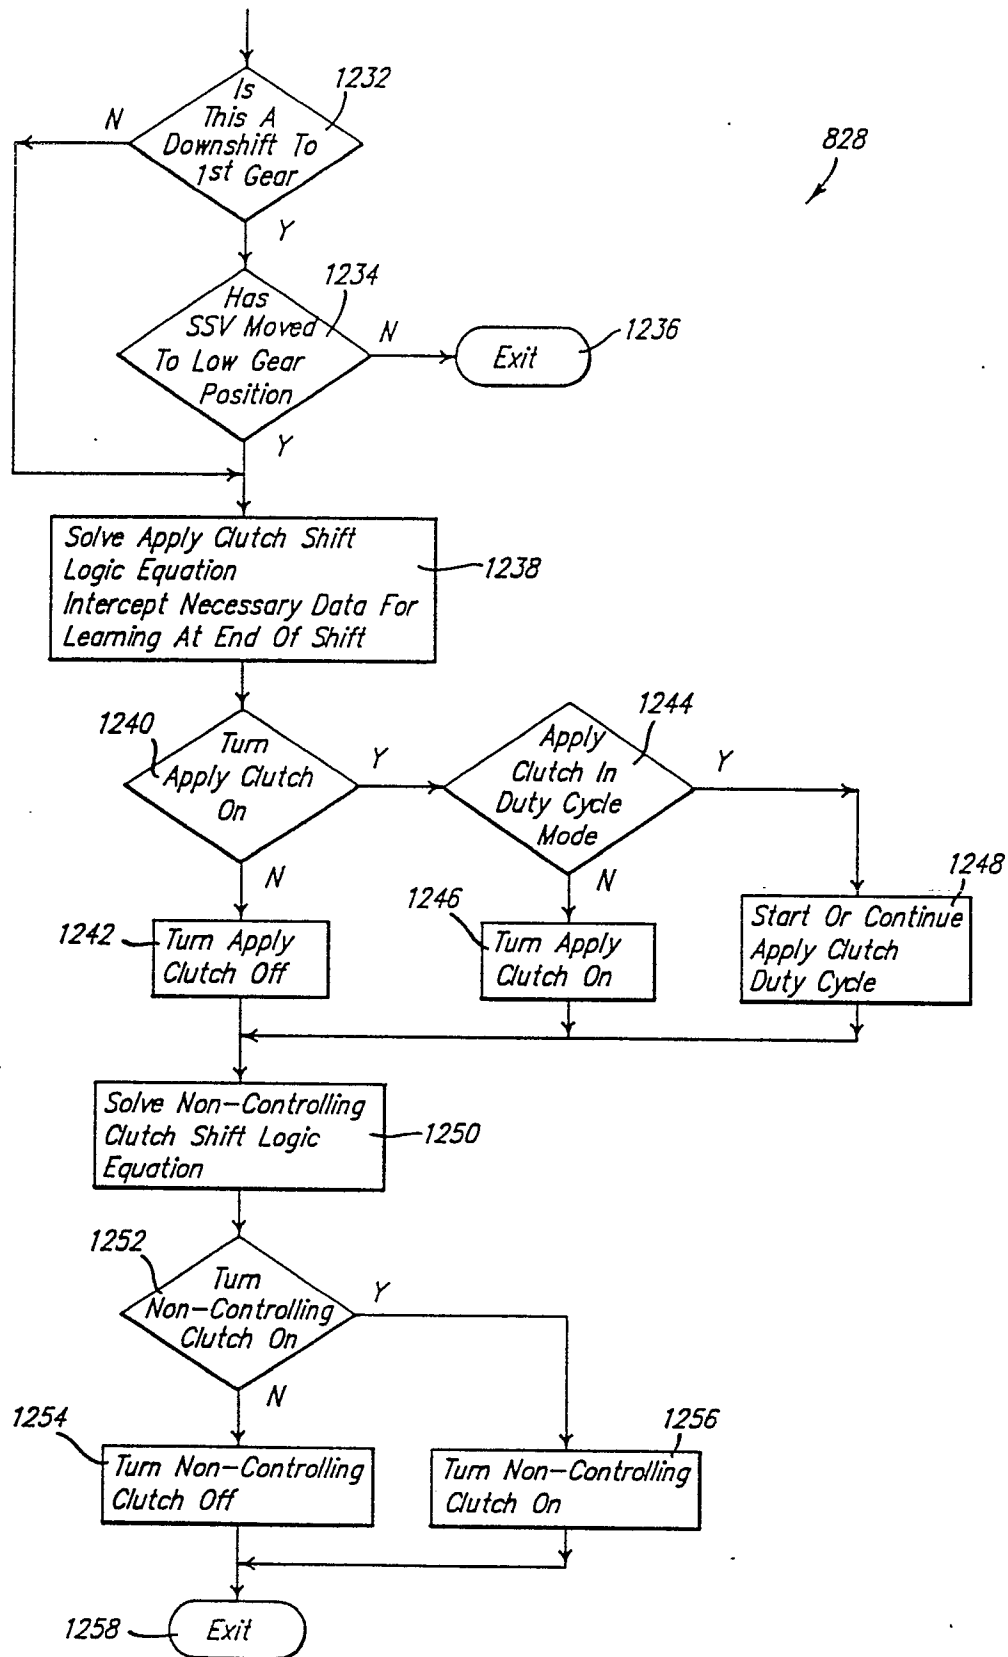 1232
Is
This A
Downshift To
1st Gear
N
Y
828
1234
Has
SSV Moved
To Low Gear
Position
N
Exit
1236
Y
Solve Apply Clutch Shift
Logic Equation
Intercept Necessary Data For
Learning At End Of Shift
1238
1240
Turn
Apply Clutch
On
Y
N
1244
Apply
Clutch In
Duty Cycle
Mode
Y
N
1242
Turn Apply
Clutch Off
1246
Turn Apply
Clutch On
1248
Start Or Continue
Apply Clutch
Duty Cycle
Solve Non-Controlling
Clutch Shift Logic
Equation
1250
1252
Turn
Non-Controlling
Clutch On
Y
N
1254
Turn Non-Controlling
Clutch Off
1256
Turn Non-Controlling
Clutch On
1258
Exit